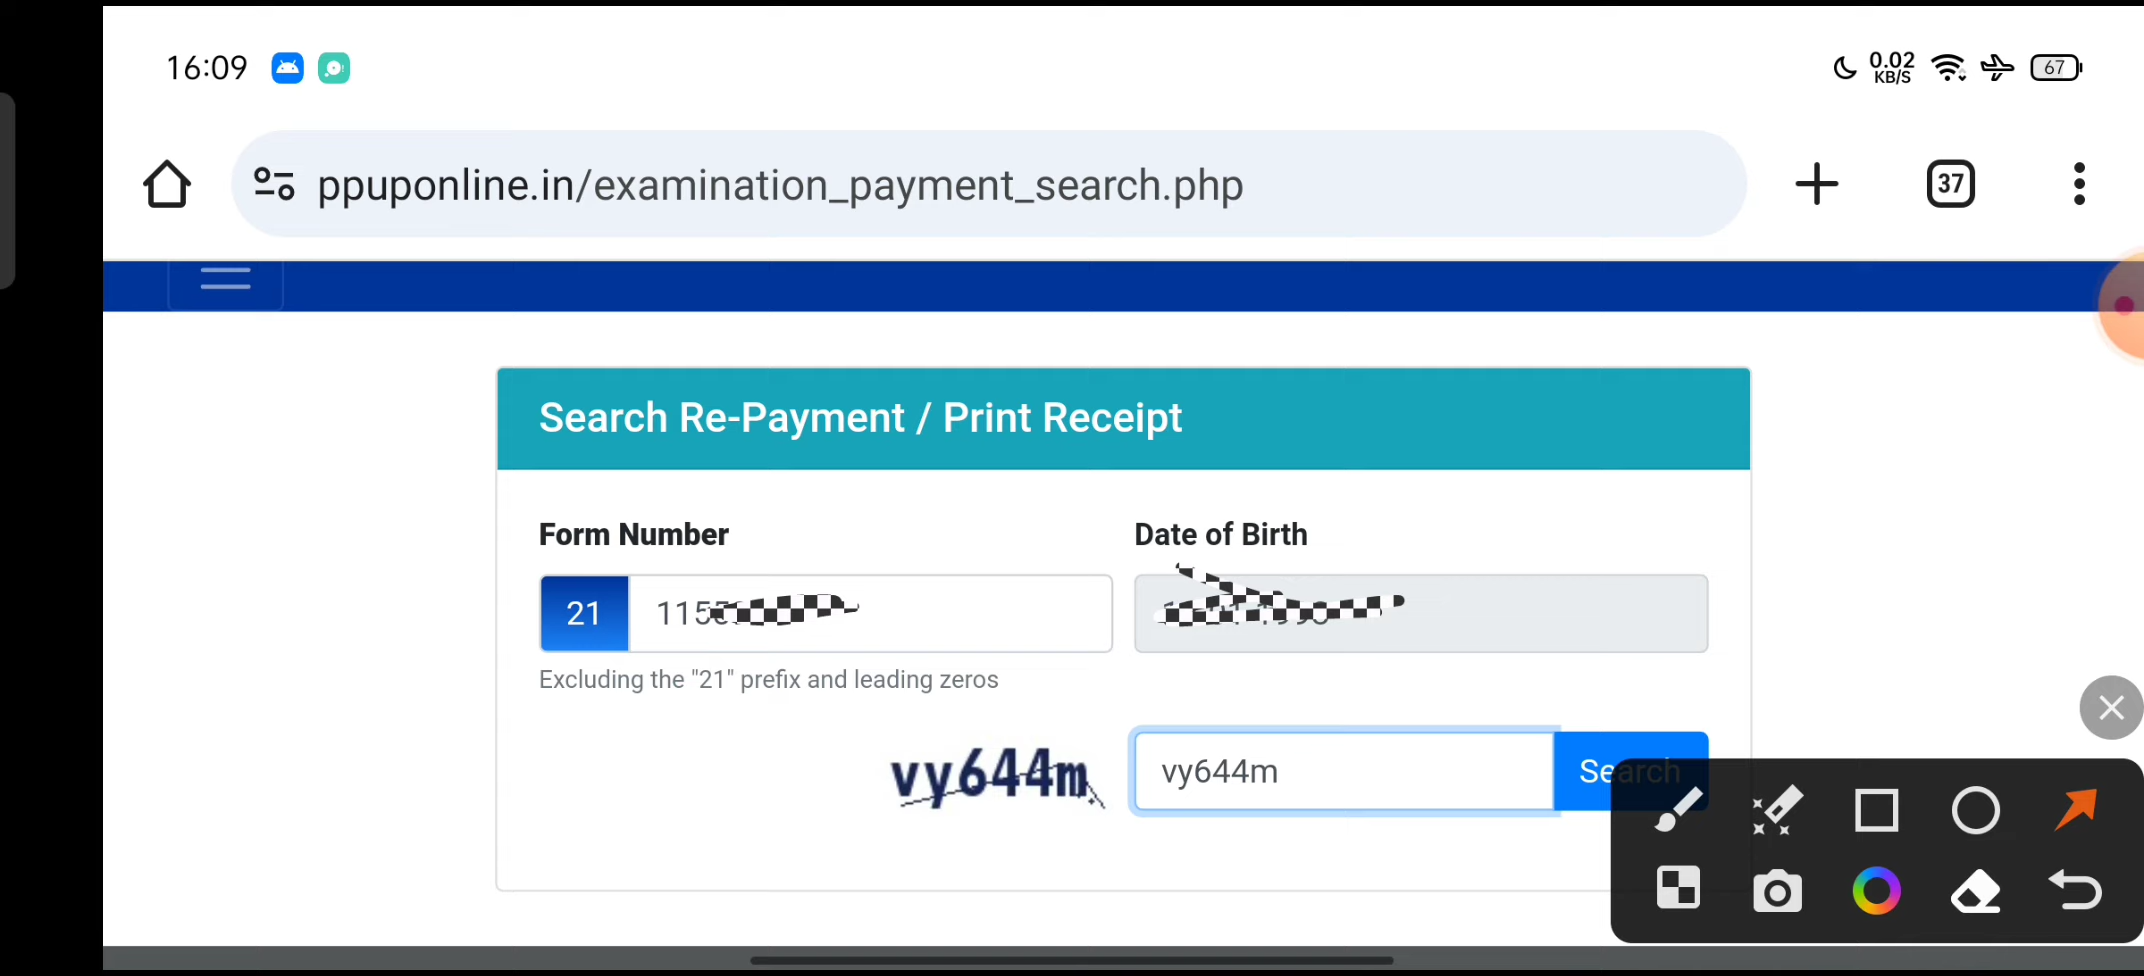 16:09
0.02
KB/S
67
ppuponline.in/examination_payment_search.php
37
Search Re-Payment / Print Receipt
Form Number
Date of Birth
21
115
Excluding the "21" prefix and leading zeros
vy644m
vy644m
Search